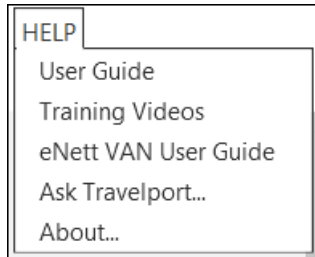 HELP
User Guide
Training Videos
eNett VAN User Guide
Ask Travelport...
About...